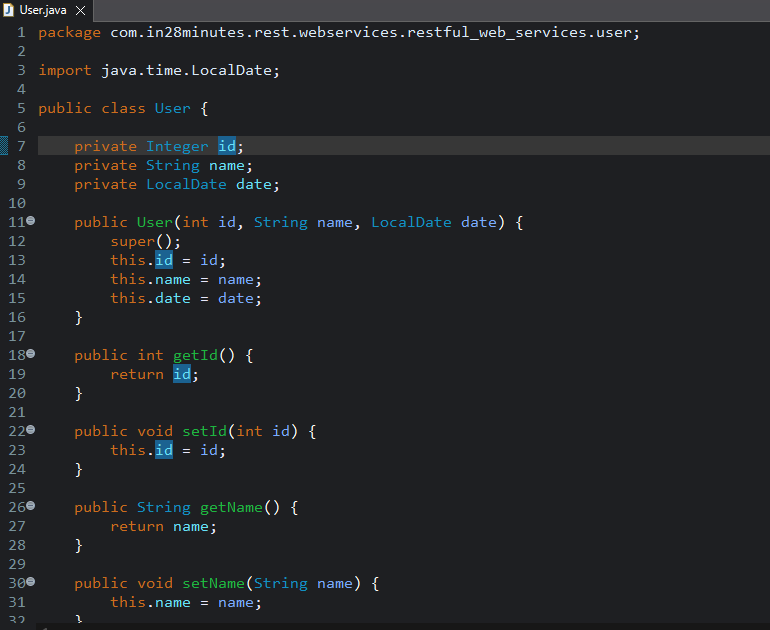 User.java
1 package com.in28minutes.rest.webservices.restful_web_services.user;
2
3 import java.time.LocalDate;
4
5 public class User {
6
7     private Integer id;
8     private String name;
9     private LocalDate date;
10
11     public User(int id, String name, LocalDate date) {
12         super();
13         this.id = id;
14         this.name = name;
15         this.date = date;
16     }
17
18     public int getId() {
19         return id;
20     }
21
22     public void setId(int id) {
23         this.id = id;
24     }
25
26     public String getName() {
27         return name;
28     }
29
30     public void setName(String name) {
31         this.name = name;
32     }